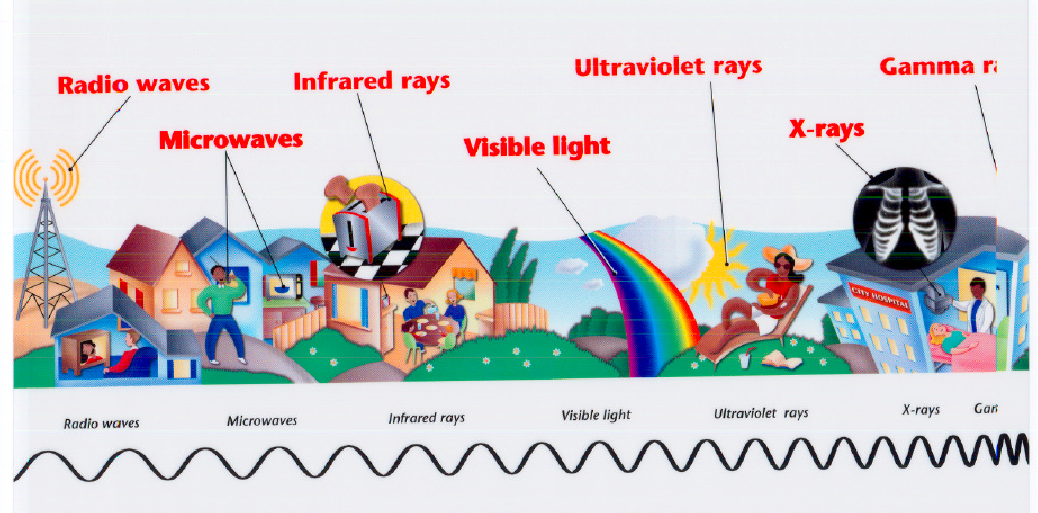 Radio waves
Infrared rays
Ultraviolet rays
Gamma ra
Microwaves
Visible light
X-rays
CITY HOSPITAL
Radio waves
Microwaves
Infrared rays
Visible light
Ultraviolet rays
X-rays
Gam